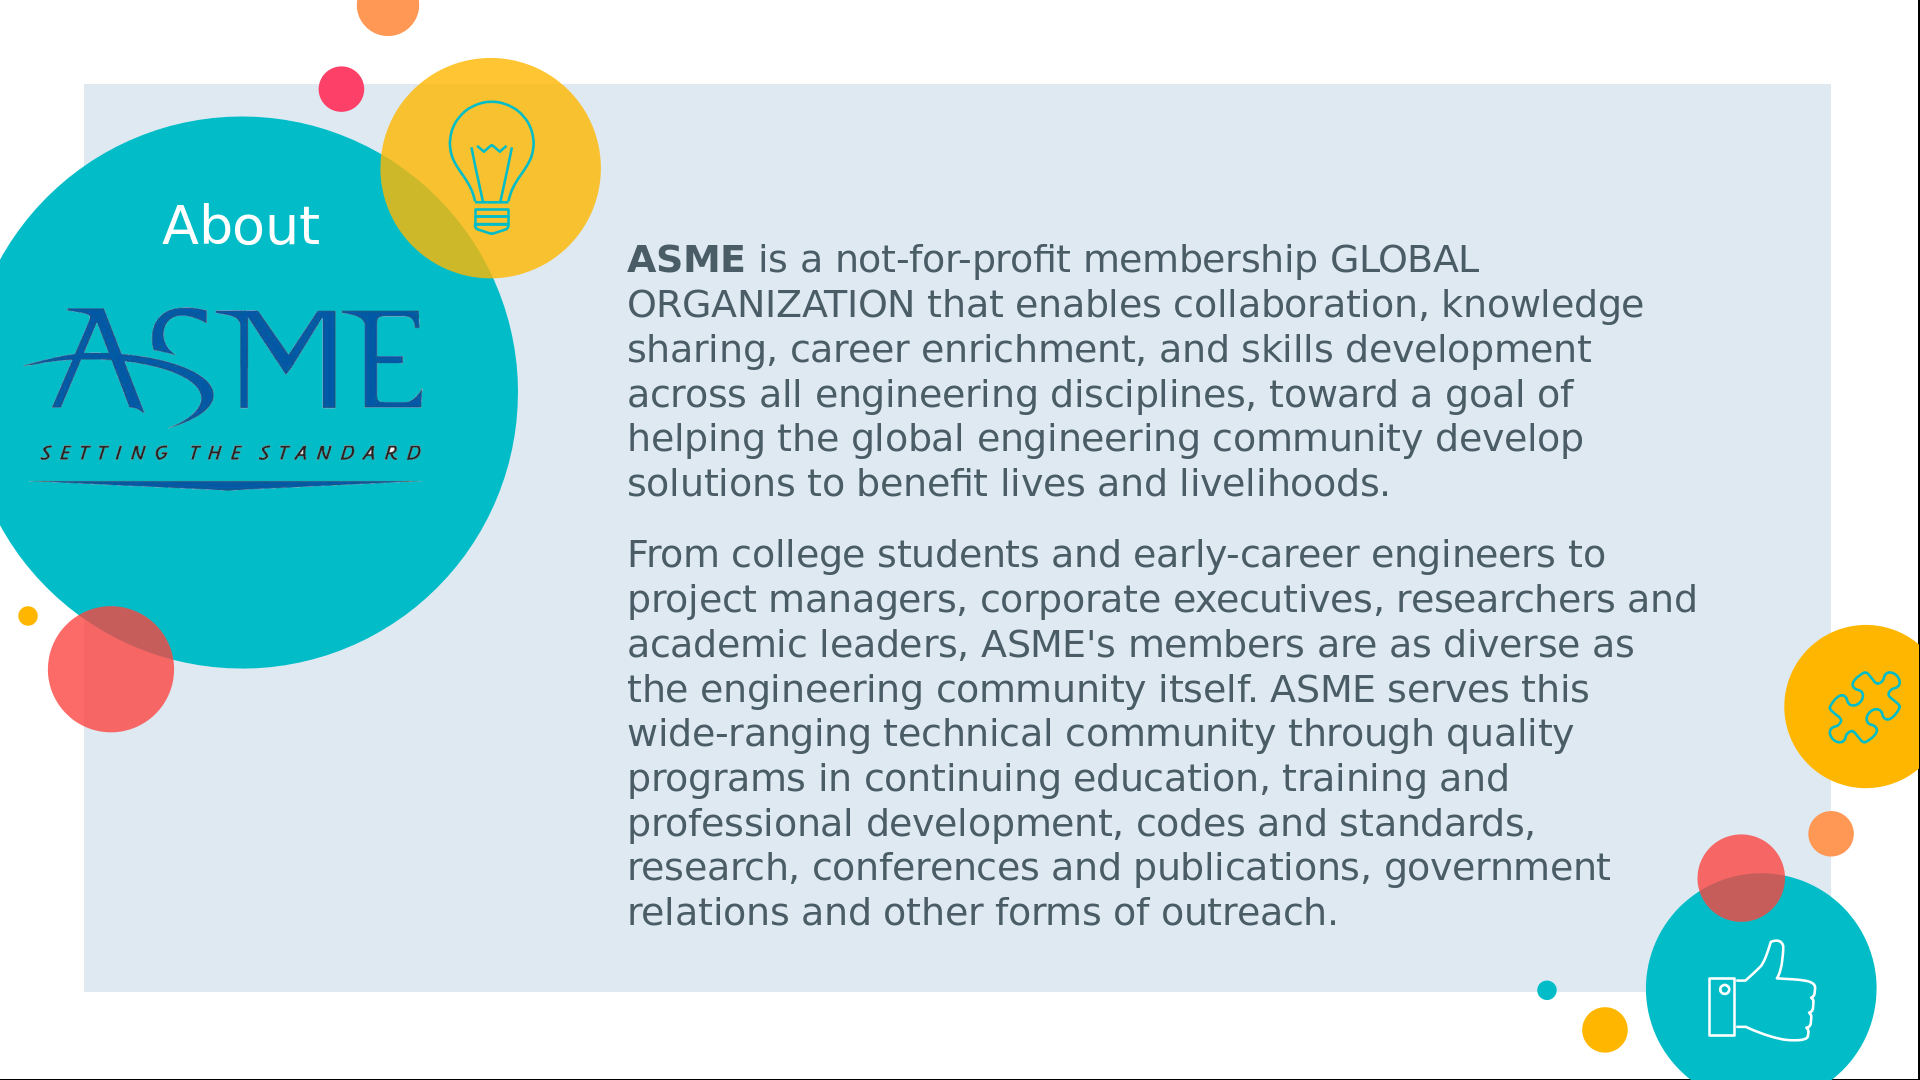 About
ASME
SETTING THE STANDARD
ASME is a not-for-profit membership GLOBAL
ORGANIZATION that enables collaboration, knowledge
sharing, career enrichment, and skills development
across all engineering disciplines, toward a goal of
helping the global engineering community develop
solutions to benefit lives and livelihoods.
From college students and early-career engineers to
project managers, corporate executives, researchers and
academic leaders, ASME's members are as diverse as
the engineering community itself. ASME serves this
wide-ranging technical community through quality
programs in continuing education, training and
professional development, codes and standards,
research, conferences and publications, government
relations and other forms of outreach.